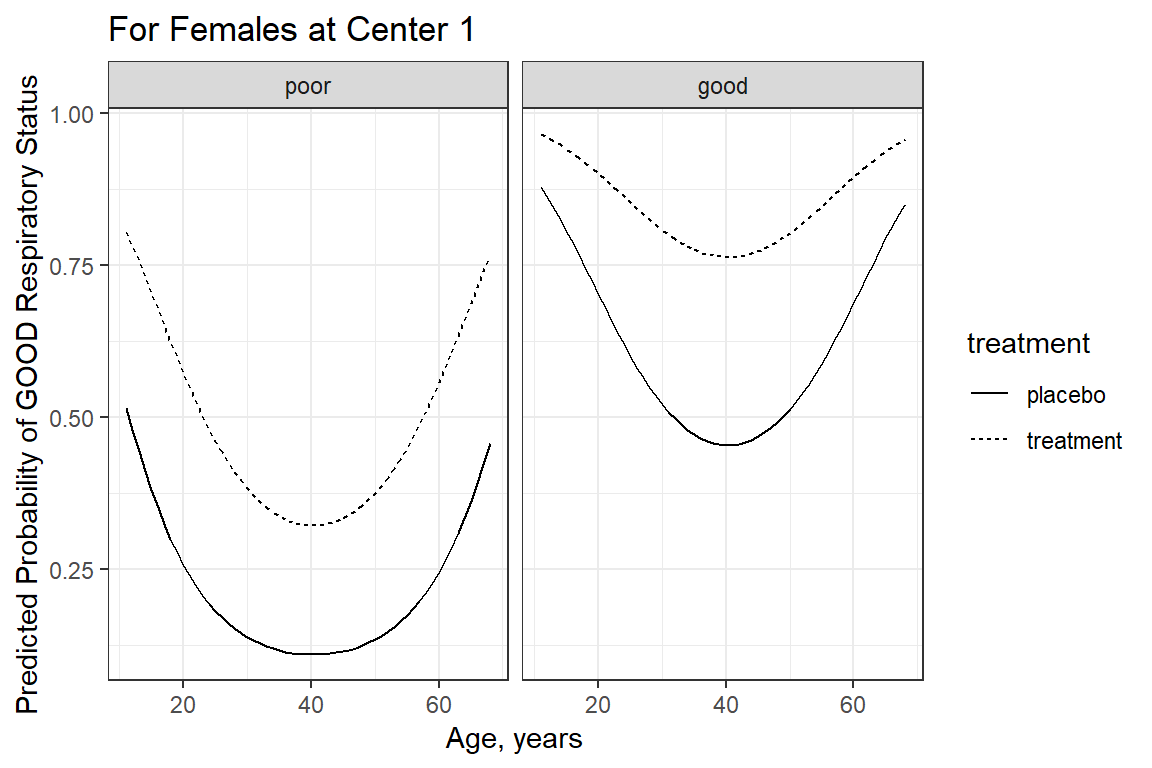 For Females at Center 1
poor
good
Predicted Probability of GOOD Respiratory Status
1.00
0.75
0.50
0.25
20
40
60
20
40
60
Age, years
treatment
placebo
treatment